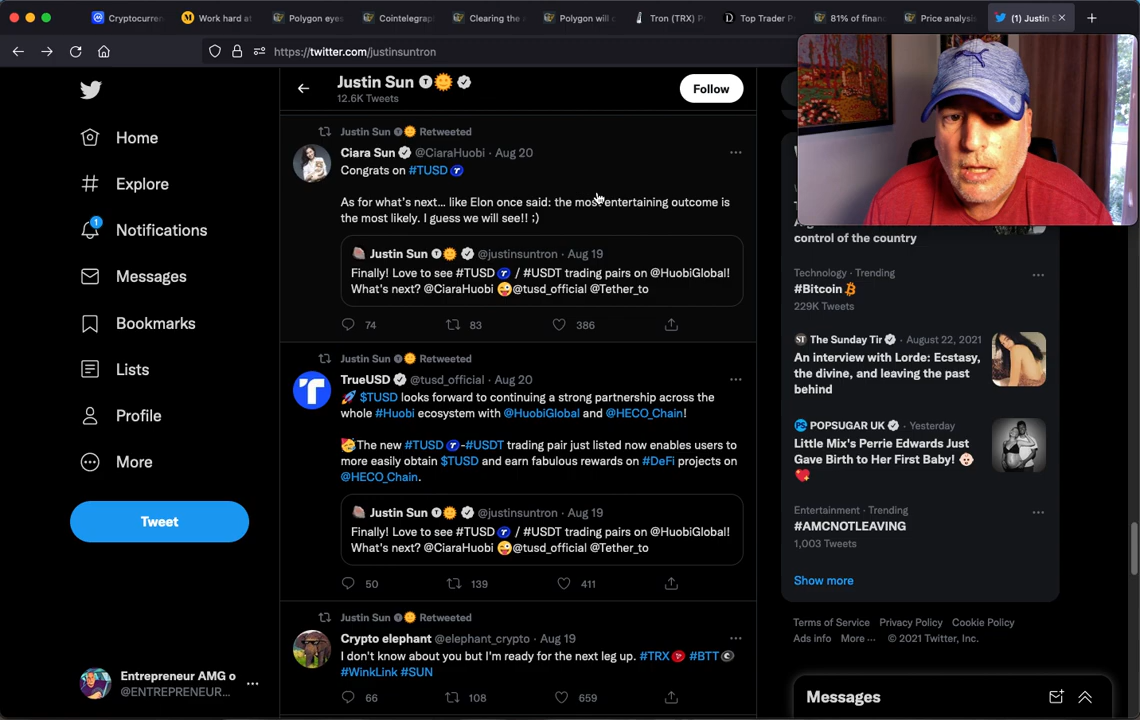 Cryptocurren
Work hard at
Polygon eyes
Cointelegrap
Clearing the
Polygon will
Tron (TRX) P
Top Trader P
81% of financ
Price analysis
(1) Justin S
https://twitter.com/justinsuntron
Home
Explore
1
Notifications
Messages
Bookmarks
Lists
Profile
More
Tweet
Entrepreneur AMG o
@ENTREPRENEUR...
Justin Sun
12.6K Tweets
Follow
Justin Sun Retweeted
Ciara Sun @CiaraHuobi · Aug 20
Congrats on #TUSD
As for what's next... like Elon once said: the most entertaining outcome is
the most likely. I guess we will see!! ;)
Justin Sun @justinsuntron · Aug 19
Finally! Love to see #TUSD / #USDT trading pairs on @HuobiGlobal!
What's next? @CiaraHuobi 😜@tusd_official @Tether_to
74 83 386
Justin Sun Retweeted
TrueUSD @tusd_official · Aug 20
🚀 $TUSD looks forward to continuing a strong partnership across the
whole #Huobi ecosystem with @HuobiGlobal and @HECO_Chain!
🥳The new #TUSD -#USDT trading pair just listed now enables users to
more easily obtain $TUSD and earn fabulous rewards on #DeFi projects on
@HECO_Chain.
Justin Sun @justinsuntron · Aug 19
Finally! Love to see #TUSD / #USDT trading pairs on @HuobiGlobal!
What's next? @CiaraHuobi 😜@tusd_official @Tether_to
50 139 411
Justin Sun Retweeted
Crypto elephant @elephant_crypto · Aug 19
I don't know about you but I'm ready for the next leg up. #TRX #BTT
#WinkLink #SUN
66 108 659
control of the country
Technology · Trending
#Bitcoin
229K Tweets
The Sunday Tir · August 22, 2021
An interview with Lorde: Ecstasy,
the divine, and leaving the past
behind
POPSUGAR UK · Yesterday
Little Mix's Perrie Edwards Just
Gave Birth to Her First Baby! 👶🏻
💖
Entertainment · Trending
#AMCNOTLEAVING
1,003 Tweets
Show more
Terms of Service Privacy Policy Cookie Policy
Ads info More ··· © 2021 Twitter, Inc.
Messages